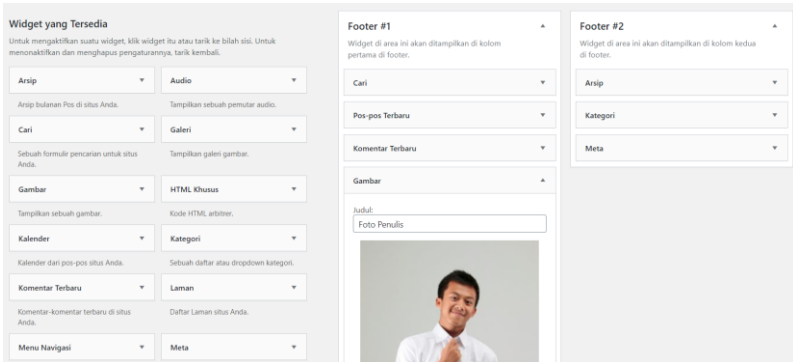 Widget yang Tersedia
Untuk mengaktifkan suatu widget, klik widget itu atau tarik ke bilah sisi. Untuk
menonaktifkan dan menghapus pengaturannya, tarik kembali.
Arsip
Audio
Arsip bulanan Pos di situs Anda.
Tampilkan sebuah pemutar audio.
Cari
Galeri
Sebuah formulir pencarian untuk situs
Anda.
Tampilkan galeri gambar.
Gambar
HTML Khusus
Tampilkan sebuah gambar.
Kode HTML arbitrer.
Kalender
Kategori
Kalender dari pos-pos situs Anda.
Sebuah daftar atau dropdown kategori.
Komentar Terbaru
Laman
Komentar-komentar terbaru di situs
Anda.
Daftar Laman situs Anda.
Menu Navigasi
Meta
Footer #1
Widget di area ini akan ditampilkan di kolom
pertama di footer.
Cari
Pos-pos Terbaru
Komentar Terbaru
Gambar
Judul:
Foto Penulis
Footer #2
Widget di area ini akan ditampilkan di kolom kedua
di footer.
Arsip
Kategori
Meta